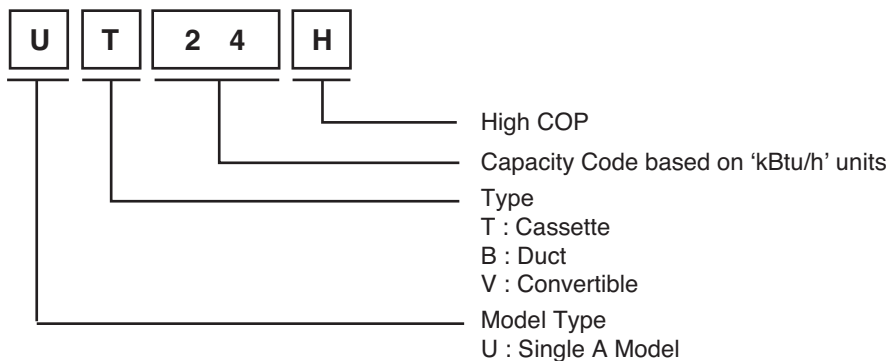 U T 2 4 H
High COP
Capacity Code based on ‘kBtu/h’ units
Type
T : Cassette
B : Duct
V : Convertible
Model Type
U : Single A Model